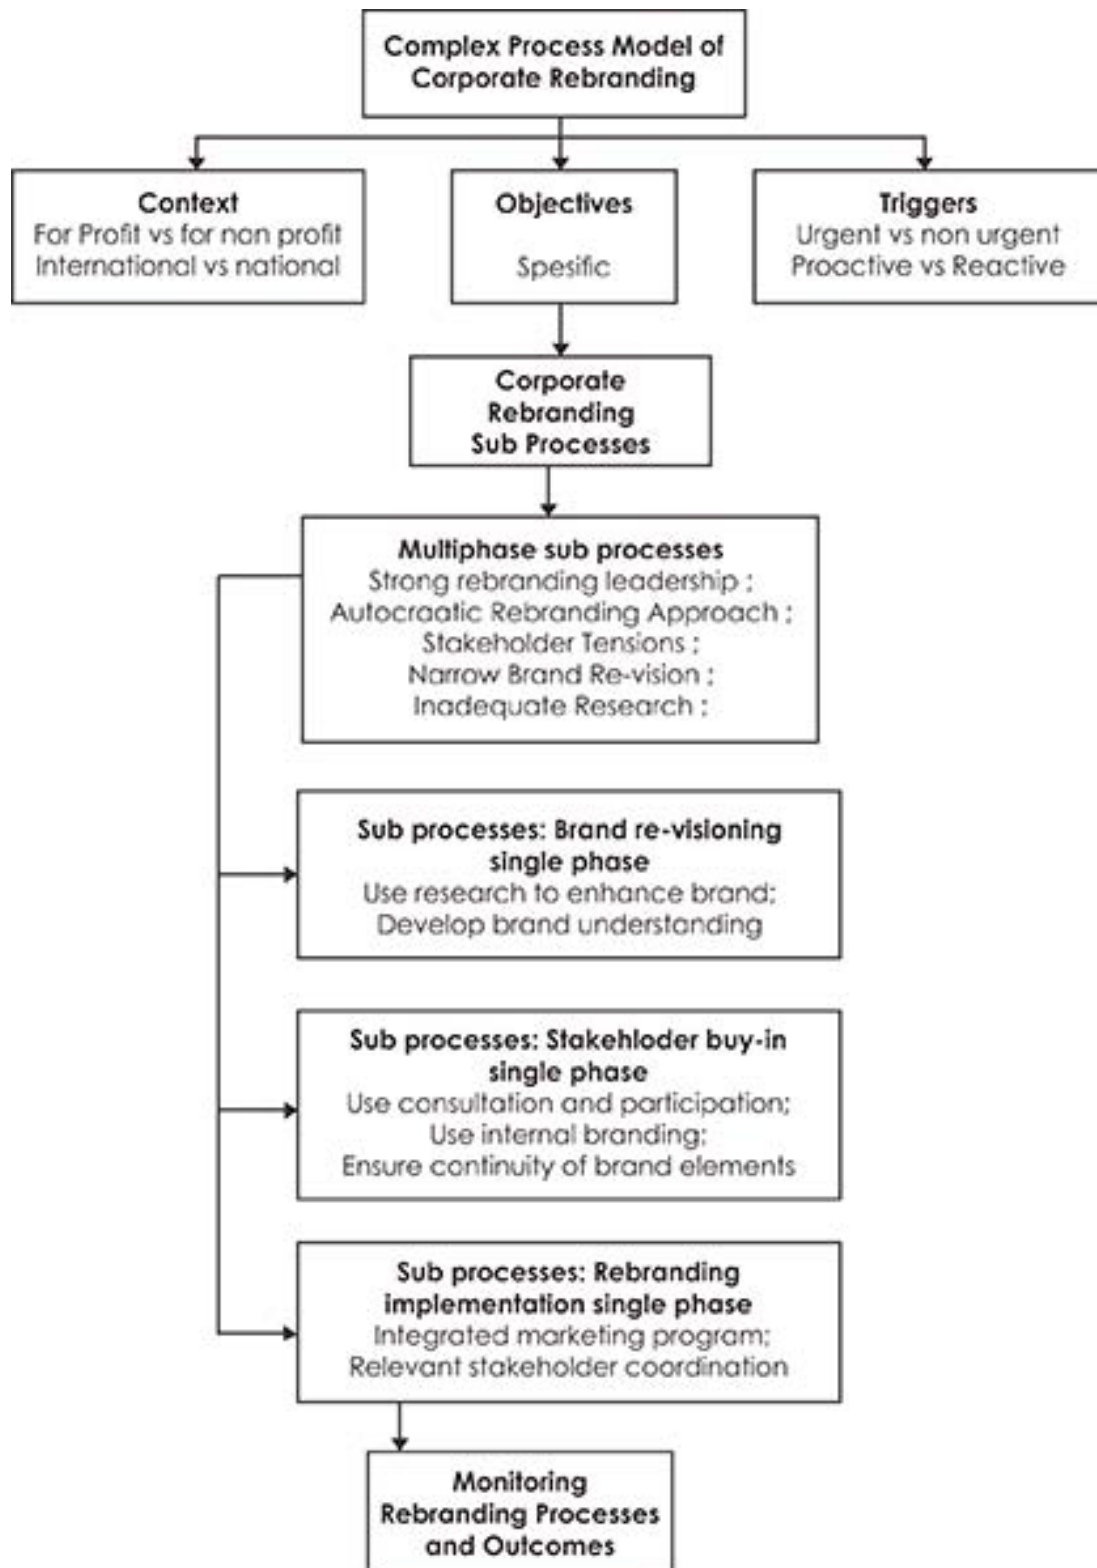 Complex Process Model of
Corporate Rebranding
Context
For Profit vs for non profit
International vs national
Objectives
Spesific
Triggers
Urgent vs non urgent
Proactive vs Reactive
Corporate
Rebranding
Sub Processes
Multiphase sub processes
Strong rebranding leadership ;
Autocraatic Rebranding Approach ;
Stakeholder Tensions ;
Narrow Brand Re-vision ;
Inadequate Research ;
Sub processes: Brand re-visioning
single phase
Use research to enhance brand;
Develop brand understanding
Sub processes: Stakehloder buy-in
single phase
Use consultation and participation;
Use internal branding;
Ensure continuity of brand elements
Sub processes: Rebranding
implementation single phase
Integrated marketing program;
Relevant stakeholder coordination
Monitoring
Rebranding Processes
and Outcomes